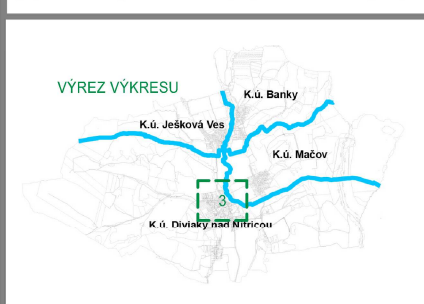 VÝREZ VÝKRESU
K.ú. Banky
K.ú. Ješková Ves
K.ú. Mačov
3
K.ú. Diviaky nad Nitricou